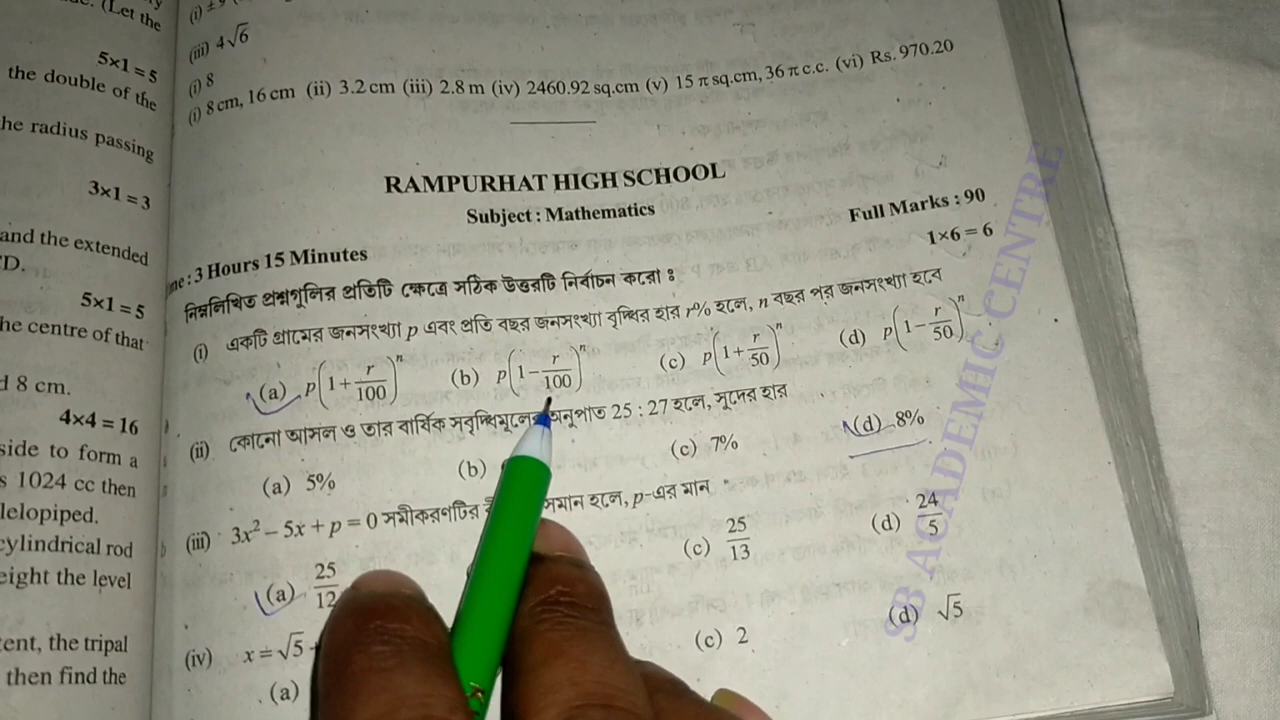 (Let the
5×1 = 5
the double of the
he radius passing
3×1 = 3
and the extended
5×1 = 5
he centre of that
8 cm.
4×4 = 16
side to form a
s 1024 cc then
lelopiped.
cylindrical rod
eight the level
ent, the tripal
then find the
(i)
(iii) 4√6
(i) 8
(i) 8 cm, 16 cm (ii) 3.2 cm (iii) 2.8 m (iv) 2460.92 sq.cm (v) 15 π sq.cm, 36 π c.c. (vi) Rs. 970.20
RAMPURHAT HIGH SCHOOL
Subject : Mathematics
me : 3 Hours 15 Minutes Full Marks : 90
1×6 = 6
নিম্নলিখিত প্রশ্নগুলির প্রতিটি ক্ষেত্রে সঠিক উত্তরটি নির্বাচন করো ঃ
(i) একটি গ্রামের জনসংখ্যা p এবং প্রতি বছর জনসংখ্যা বৃদ্ধির হার r% হলে, n বছর পর জনসংখ্যা হবে
(a) p(1 + r/100)^n (b) p(1 − r/100)^n (c) p(1 + r/50)^n (d) p(1 − r/50)^n
(ii) কোনো আসল ও তার বার্ষিক সবৃদ্ধিমূলের অনুপাত 25 : 27 হলে, সুদের হার
(a) 5% (b) (c) 7% (d) 8%
(iii) 3x² − 5x + p = 0 সমীকরণটির সমান হলে, p-এর মান
(a) 25/12 (c) 25/13 (d) 24/5
(iv) x = √5
(a) (c) 2 (d) √5
SB ACADEMIC CENTRE